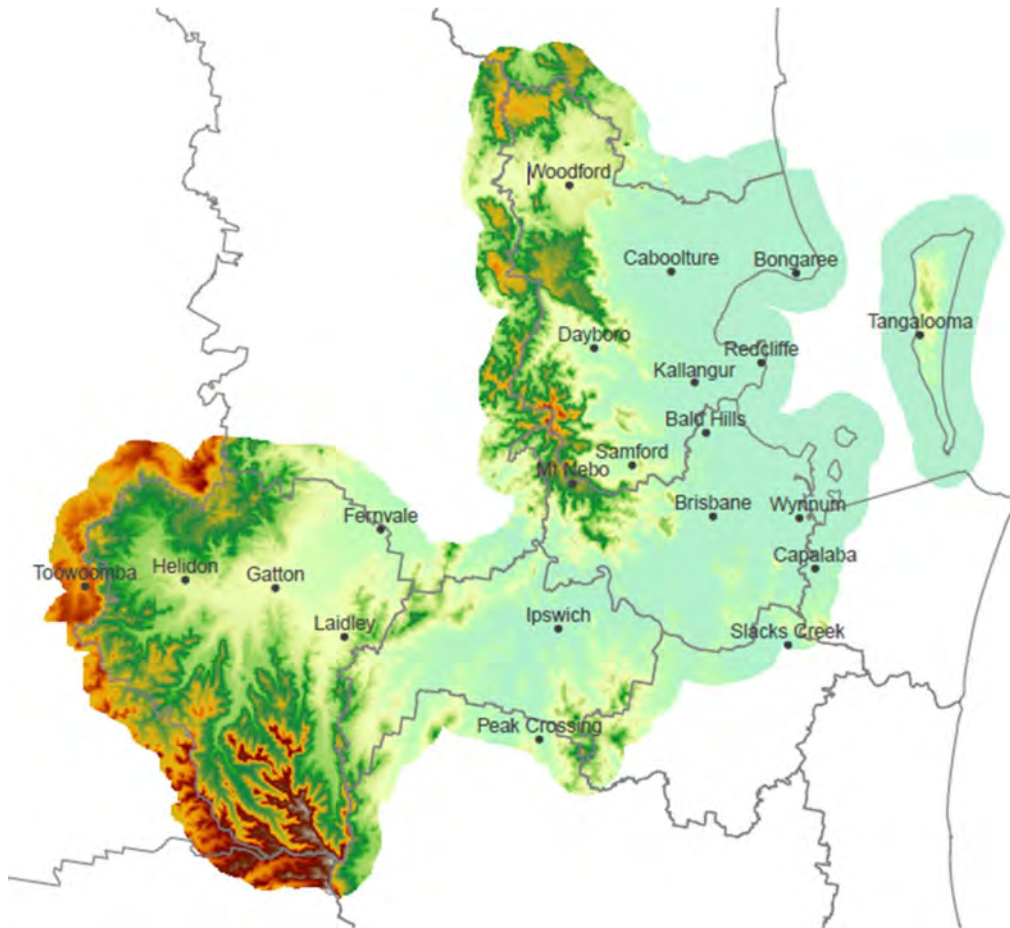 Woodford
Caboolture
Bongaree
Tangalooma
Dayboro
Redcliffe
Kallangur
Bald Hills
Samford
Mt Nebo
Fernvale
Brisbane
Wynnum
Toowoomba
Helidon
Gatton
Capalaba
Laidley
Ipswich
Slacks Creek
Peak Crossing